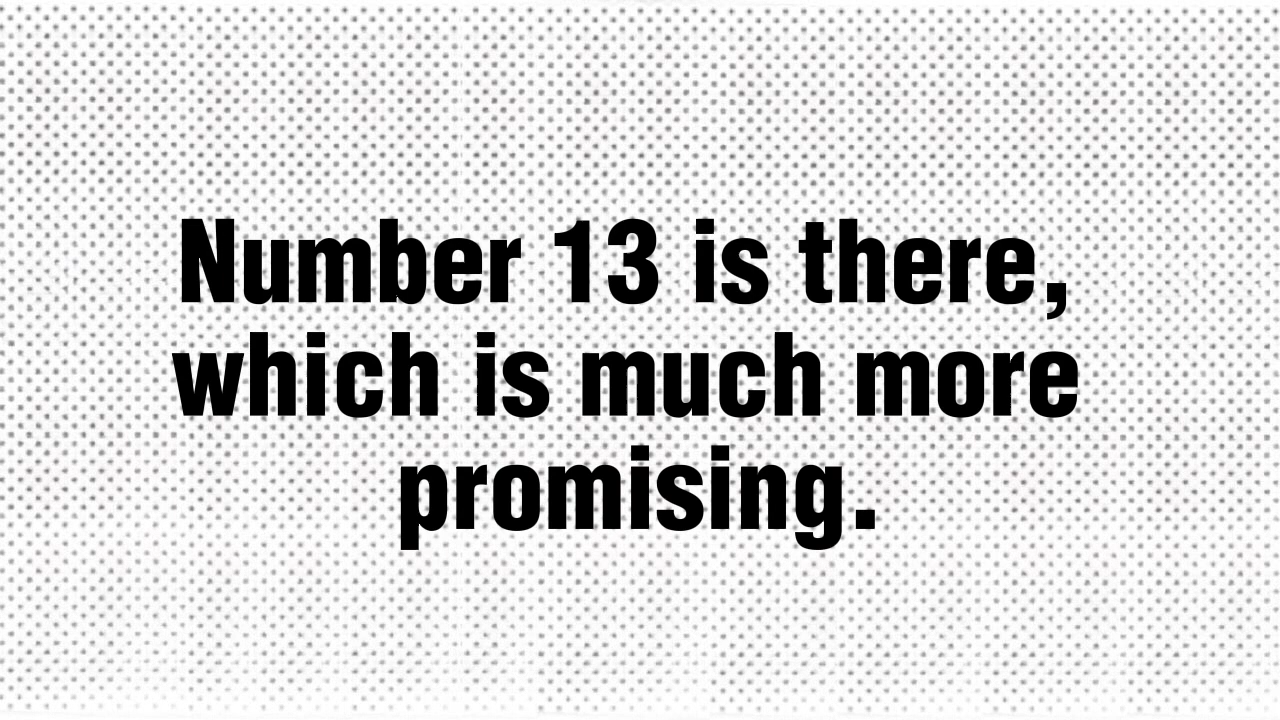 Number 13 is there,
which is much more
promising.